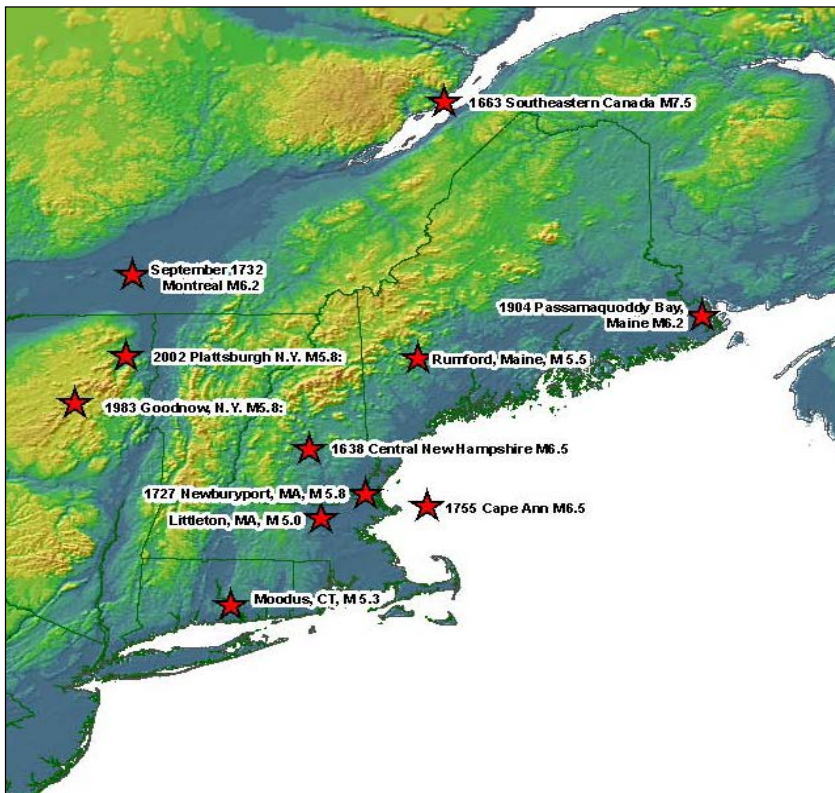 1663 Southeastern Canada M7.5
September 1732
Montreal M6.2
1904 Passamaquoddy Bay,
Maine M6.2
2002 Plattsburgh N.Y. M5.8:
Rumford, Maine, M 5.5
1983 Goodnow, N.Y. M5.8:
1638 Central New Hampshire M6.5
1727 Newburyport, MA, M 5.8
1755 Cape Ann M6.5
Littleton, MA, M 5.0
Moodus, CT, M 5.3